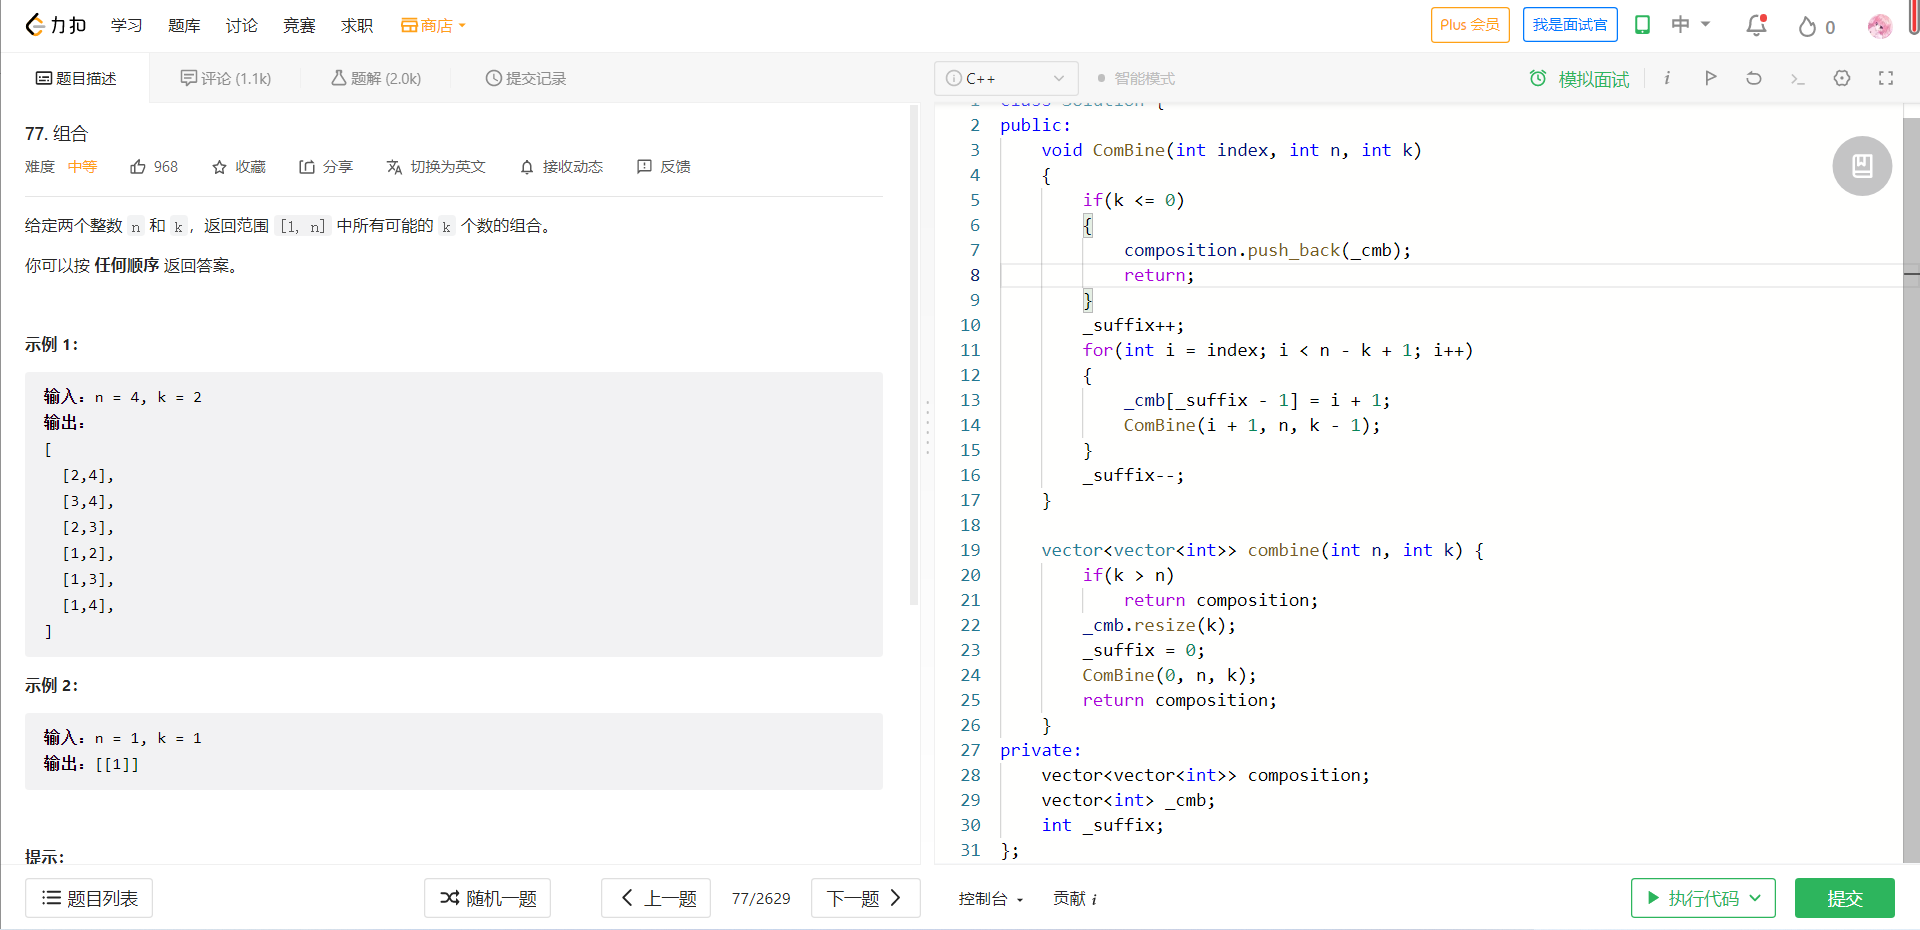 力扣 学习 题库 讨论 竞赛 求职 商店 Plus 会员 我是面试官 中 0
题目描述 评论 (1.1k) 题解 (2.0k) 提交记录 C++ 智能模式 模拟面试
77. 组合
难度 中等 968 收藏 分享 切换为英文 接收动态 反馈
给定两个整数 n 和 k，返回范围 [1, n] 中所有可能的 k 个数的组合。
你可以按 任何顺序 返回答案。
示例 1：
输入：n = 4, k = 2
输出：
[
  [2,4],
  [3,4],
  [2,3],
  [1,2],
  [1,3],
  [1,4],
]
示例 2：
输入：n = 1, k = 1
输出：[[1]]
提示：
1 class Solution {
2 public:
3     void ComBine(int index, int n, int k)
4     {
5         if(k <= 0)
6         {
7             composition.push_back(_cmb);
8             return;
9         }
10         _suffix++;
11         for(int i = index; i < n - k + 1; i++)
12         {
13             _cmb[_suffix - 1] = i + 1;
14             ComBine(i + 1, n, k - 1);
15         }
16         _suffix--;
17     }
18
19     vector<vector<int>> combine(int n, int k) {
20         if(k > n)
21             return composition;
22         _cmb.resize(k);
23         _suffix = 0;
24         ComBine(0, n, k);
25         return composition;
26     }
27 private:
28     vector<vector<int>> composition;
29     vector<int> _cmb;
30     int _suffix;
31 };
题目列表 随机一题 上一题 77/2629 下一题 控制台 贡献 i 执行代码 提交